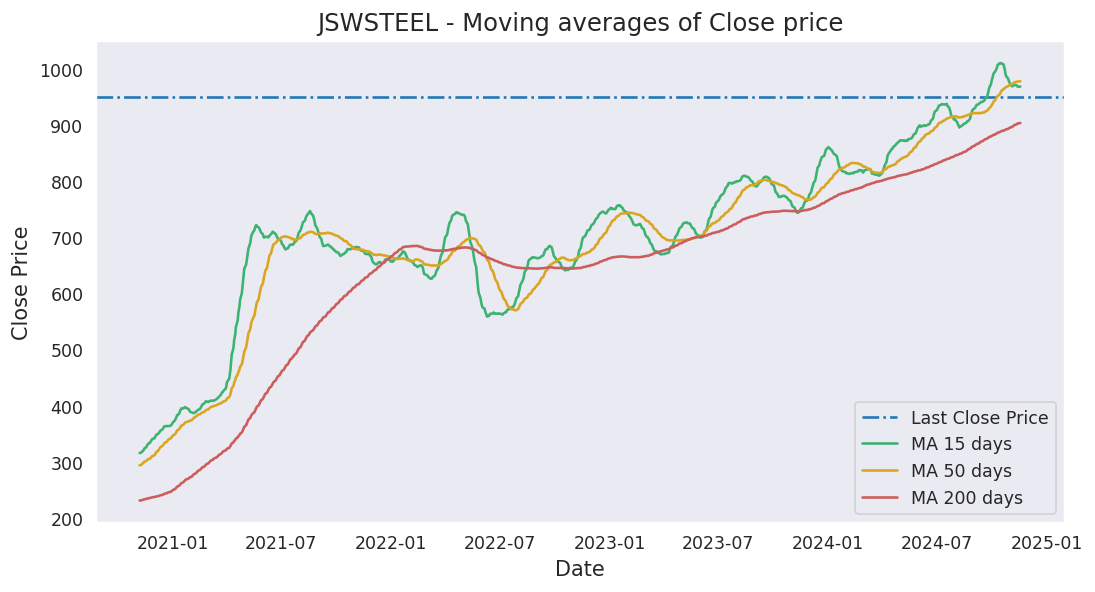 JSWSTEEL - Moving averages of Close price
Close Price
1000
900
800
700
600
500
400
300
200
2021-01
2021-07
2022-01
2022-07
2023-01
2023-07
2024-01
2024-07
2025-01
Date
Last Close Price
MA 15 days
MA 50 days
MA 200 days